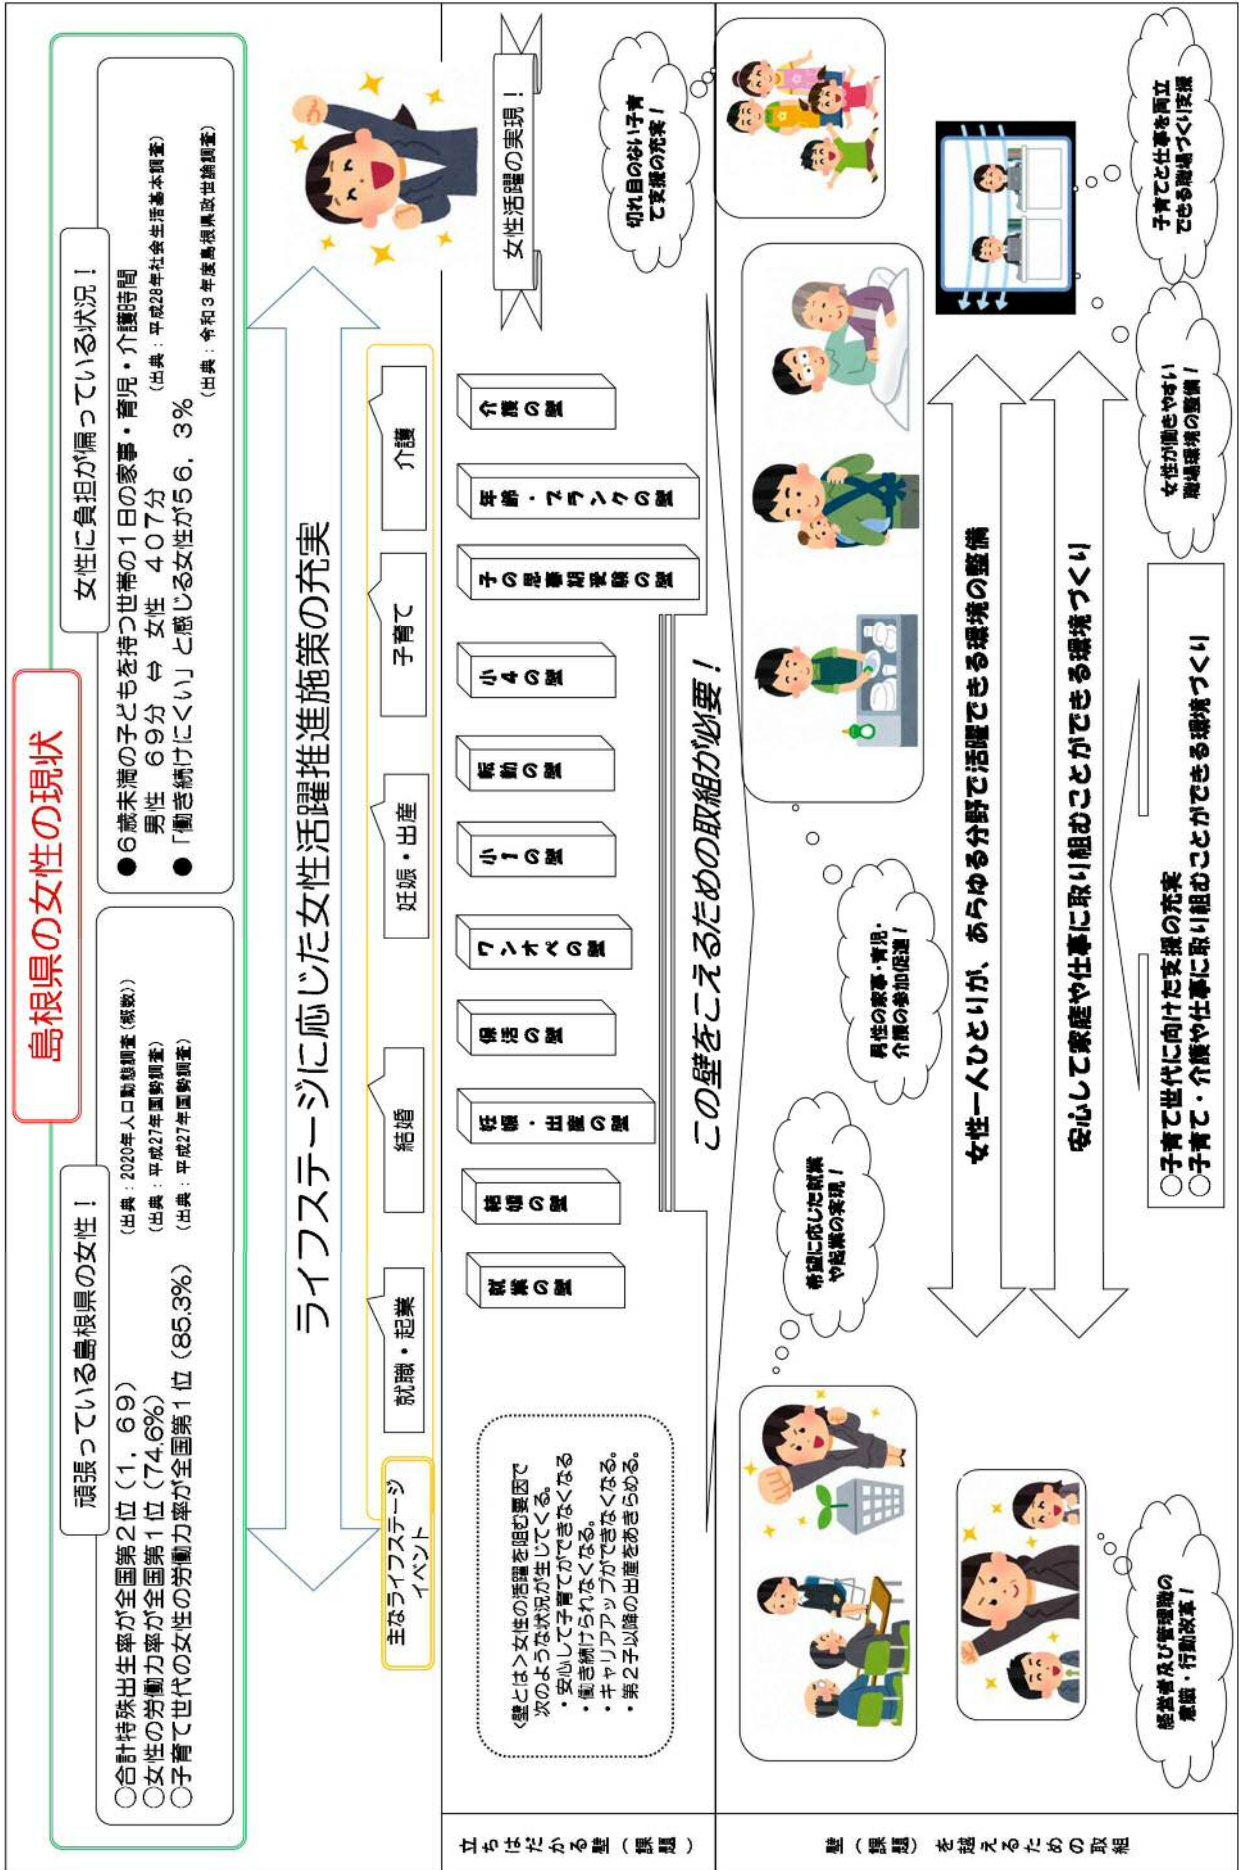 島根県の女性の現状
頑張っている島根県の女性！
○合計特殊出生率が全国第２位（１．６９）
（出典：2020年人口動態調査（概数））
○女性の労働力率が全国第１位（74.6%）
（出典：平成27年国勢調査）
○子育て世代の女性の労働力率が全国第１位（85.3%）
（出典：平成27年国勢調査）
女性に負担が偏っている状況！
●６歳未満の子どもを持つ世帯の１日の家事・育児・介護時間
男性　６９分　⇔　女性　４０７分
（出典：平成28年社会生活基本調査）
●「働き続けにくい」と感じる女性が５６．３%
（出典：令和３年度島根県政世論調査）
ライフステージに応じた女性活躍推進施策の充実
主なライフステージ
イベント
就職・起業
結婚
妊娠・出産
子育て
介護
立ちはだかる壁（課題）
<壁とは>女性の活躍を阻む要因で
次のような状況が生じてくる。
・安心して子育てができなくなる
・働き続けられなくなる。
・キャリアアップができなくなる。
・第２子以降の出産をあきらめる。
就業の壁
結婚の壁
妊娠・出産の壁
保活の壁
ワンオペの壁
小１の壁
転勤の壁
小４の壁
子の思春期受験の壁
年齢・ブランクの壁
介護の壁
女性活躍の実現！
この壁をこえるための取組が必要！
壁（課題）を越えるための取組
希望に応じた就業
や起業の実現！
男性の家事・育児・
介護の参加促進！
切れ目のない子育
て支援の充実！
女性一人ひとりが、あらゆる分野で活躍できる環境の整備
安心して家庭や仕事に取り組むことができる環境づくり
経営者及び管理職の
意識・行動改革！
○子育て世代に向けた支援の充実
○子育て・介護や仕事に取り組むことができる環境づくり
女性が働きやすい
職場環境の整備！
子育てと仕事を両立
できる職場づくり支援